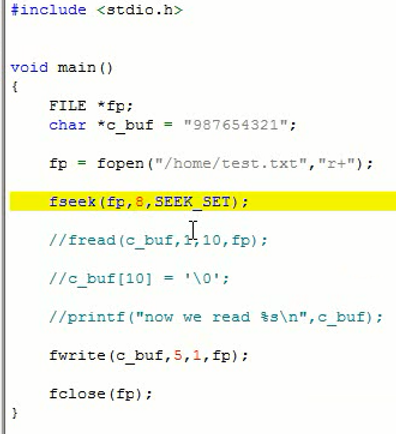 #include <stdio.h>
void main()
{
FILE *fp;
char *c_buf = "987654321";
fp = fopen("/home/test.txt","r+");
fseek(fp,8,SEEK_SET);
//fread(c_buf,1,10,fp);
//c_buf[10] = '\0';
//printf("now we read %s\n",c_buf);
fwrite(c_buf,5,1,fp);
fclose(fp);
}